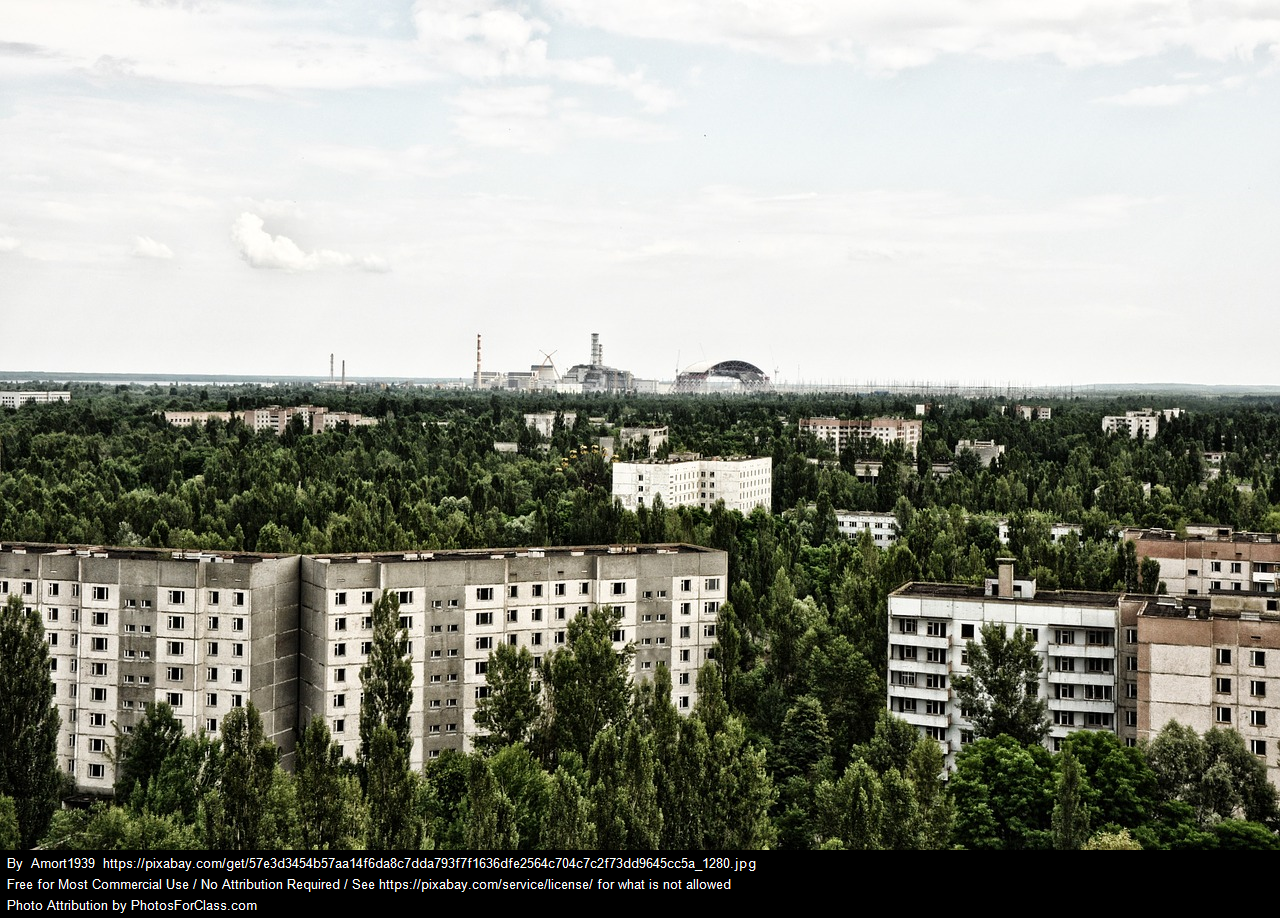 By Amort1939 https://pixabay.com/get/57e3d3454b57aa14f6da8c7dda793f7f1636dfe2564c704c7c2f73dd9645cc5a_1280.jpg
Free for Most Commercial Use / No Attribution Required / See https://pixabay.com/service/license/ for what is not allowed
Photo Attribution by PhotosForClass.com